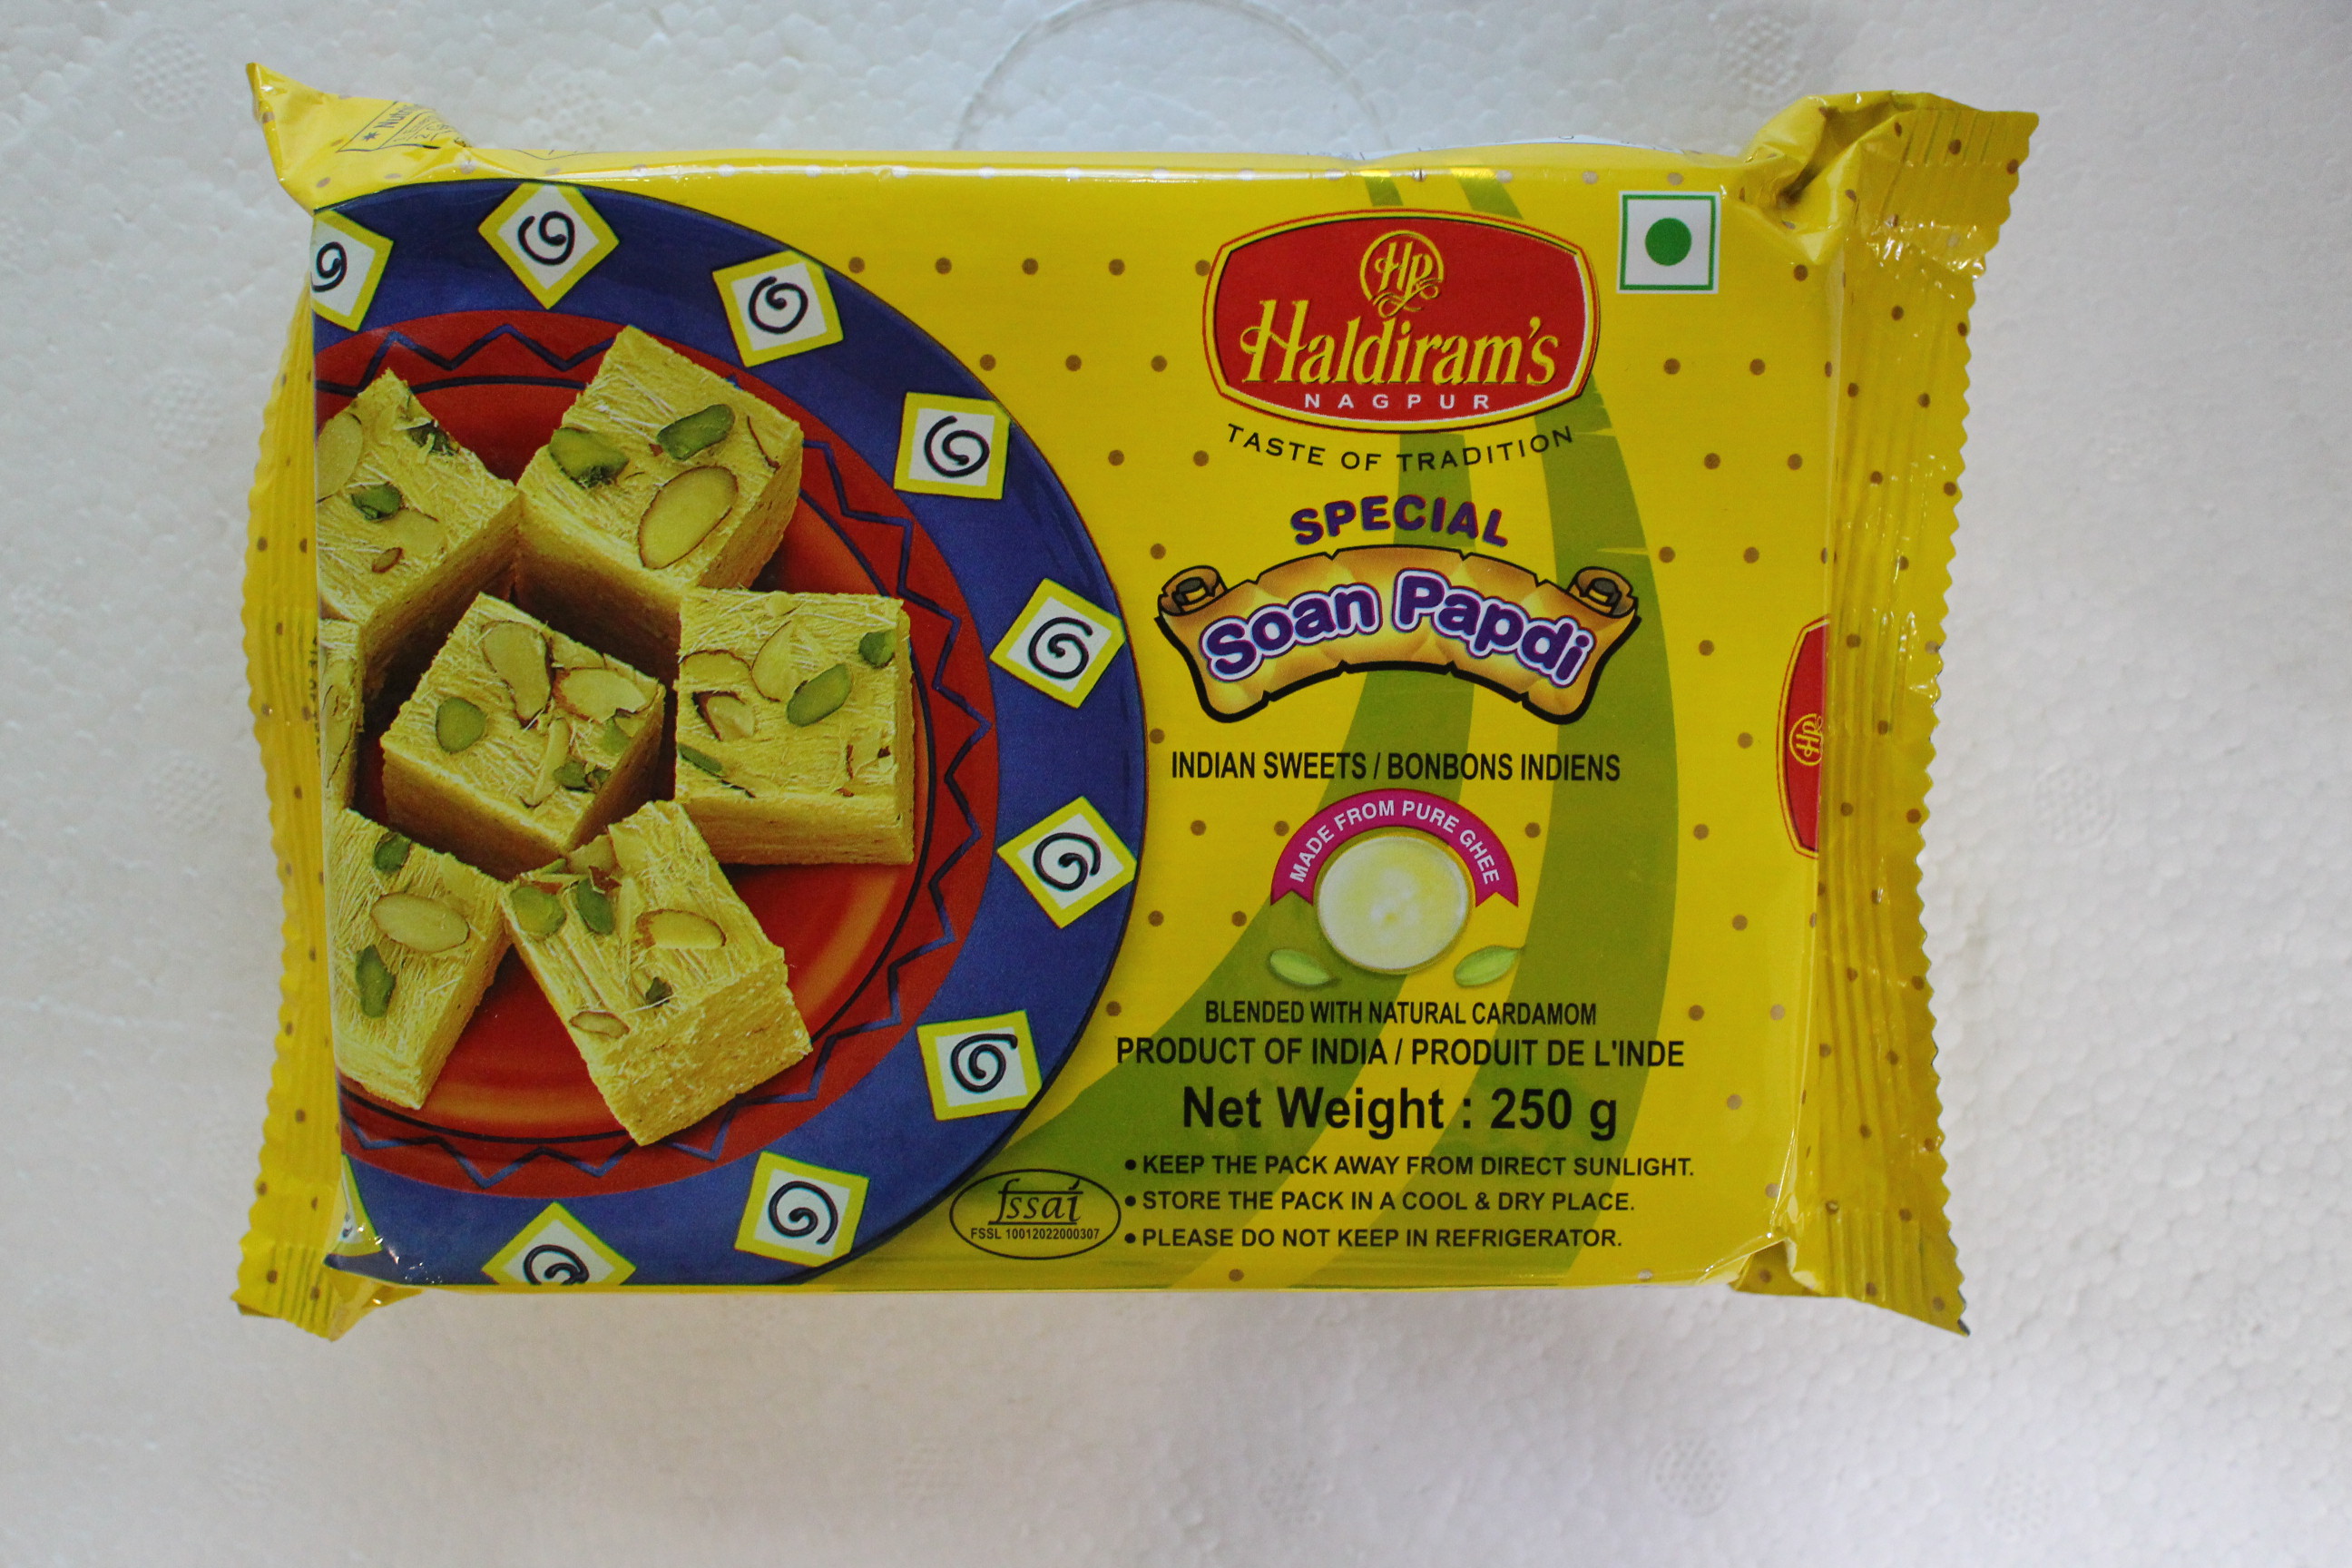 HR
Haldiram's
NAGPUR
TASTE OF TRADITION
SPECIAL
Soan Papdi
INDIAN SWEETS / BONBONS INDIENS
MADE FROM PURE GHEE
BLENDED WITH NATURAL CARDAMOM
PRODUCT OF INDIA / PRODUIT DE L'INDE
Net Weight : 250 g
• KEEP THE PACK AWAY FROM DIRECT SUNLIGHT.
• STORE THE PACK IN A COOL & DRY PLACE.
• PLEASE DO NOT KEEP IN REFRIGERATOR.
fssai
FSSL 10012022000307
HR